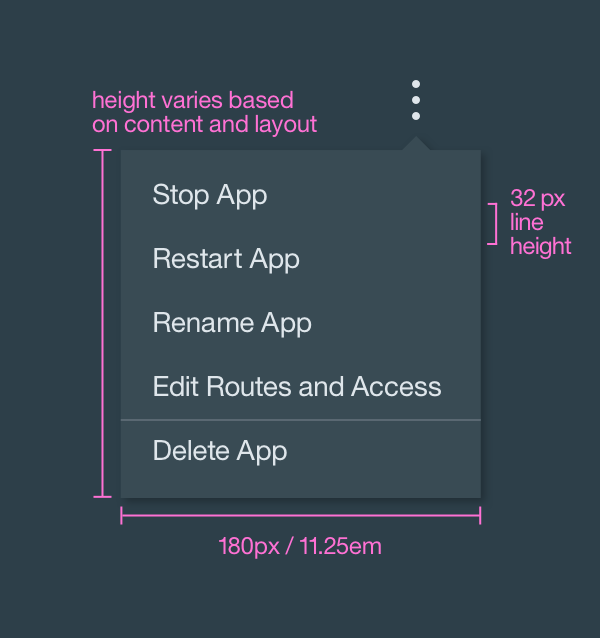 height varies based
on content and layout
Stop App
32 px
line
height
Restart App
Rename App
Edit Routes and Access
Delete App
180px / 11.25em